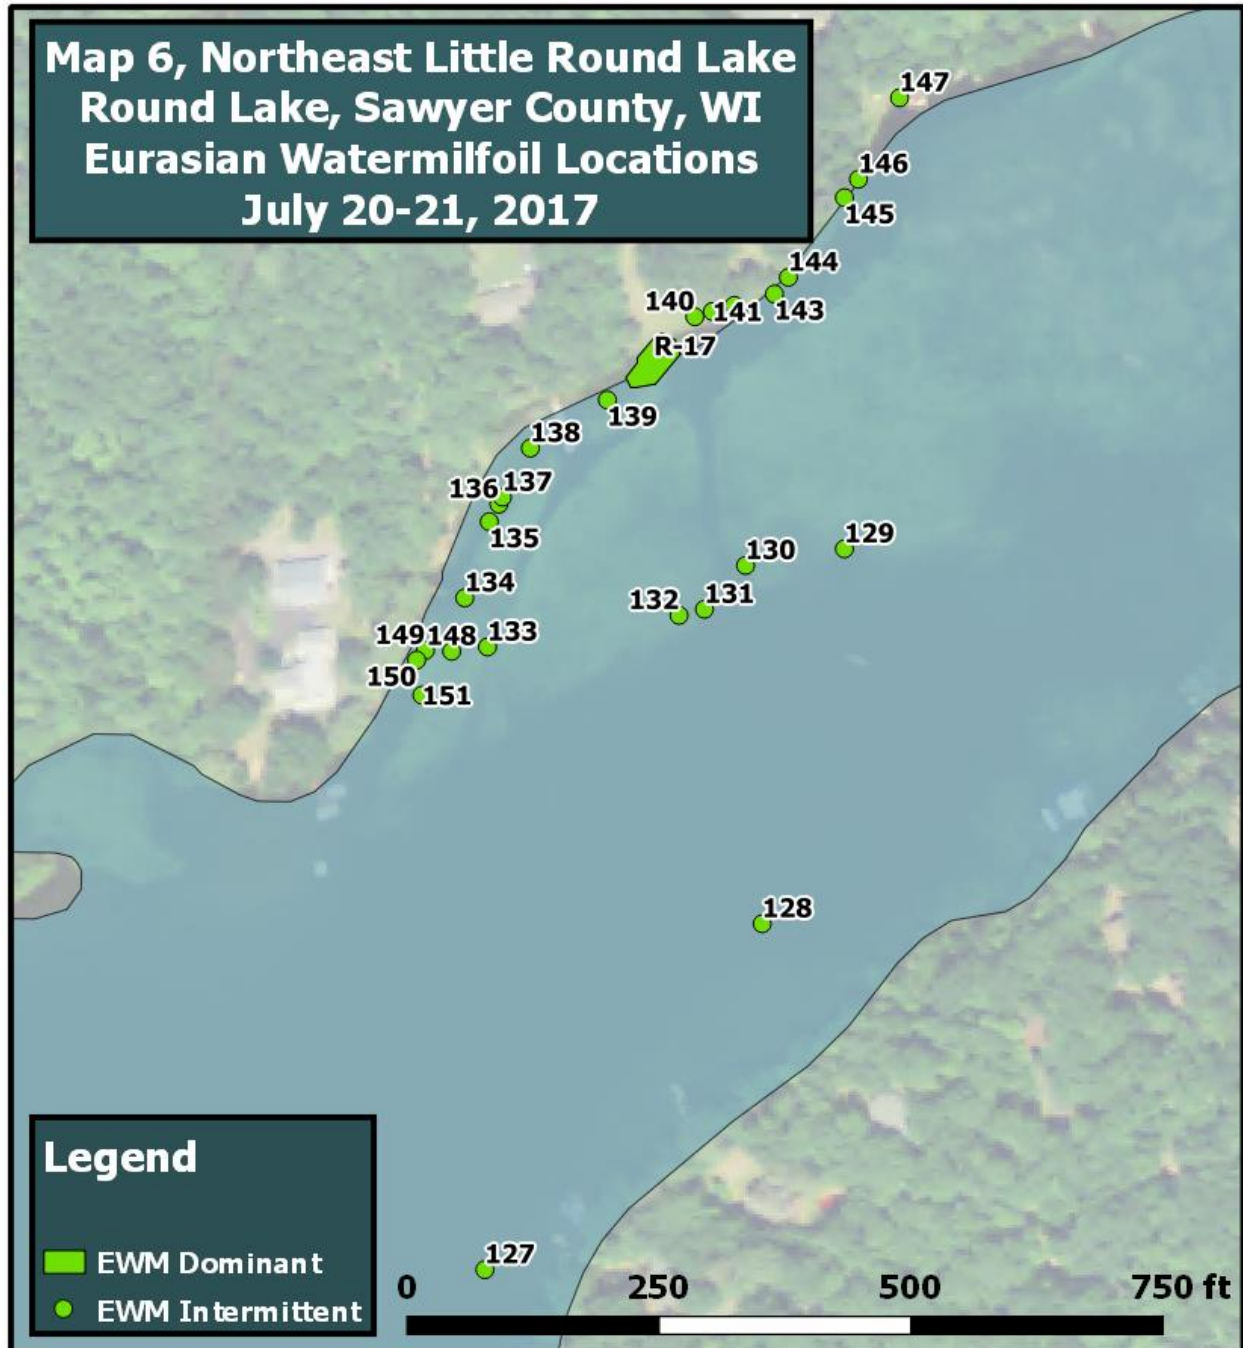 Map 6, Northeast Little Round Lake
Round Lake, Sawyer County, WI
Eurasian Watermilfoil Locations
July 20-21, 2017
147
146
145
144
143
140
141
R-17
139
138
137
136
135
134
129
130
131
132
133
149
148
150
151
128
127
Legend
EWM Dominant
EWM Intermittent
0 250 500 750 ft